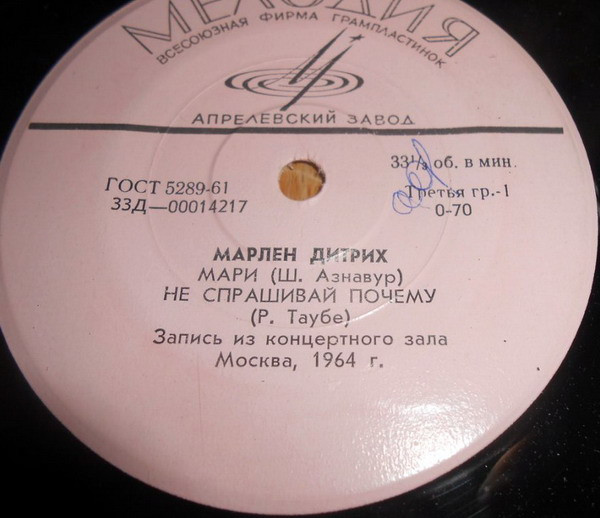 МЕЛОДИЯ
ВСЕСОЮЗНАЯ ФИРМА ГРАМПЛАСТИНОК
АПРЕЛЕВСКИЙ ЗАВОД
ГОСТ 5289-61
33Д—00014217
33⅓ об. в мин.
Третья гр.-1
0-70
МАРЛЕН ДИТРИХ
МАРИ (Ш. Азнавур)
НЕ СПРАШИВАЙ ПОЧЕМУ
(Р. Таубе)
Запись из концертного зала
Москва, 1964 г.